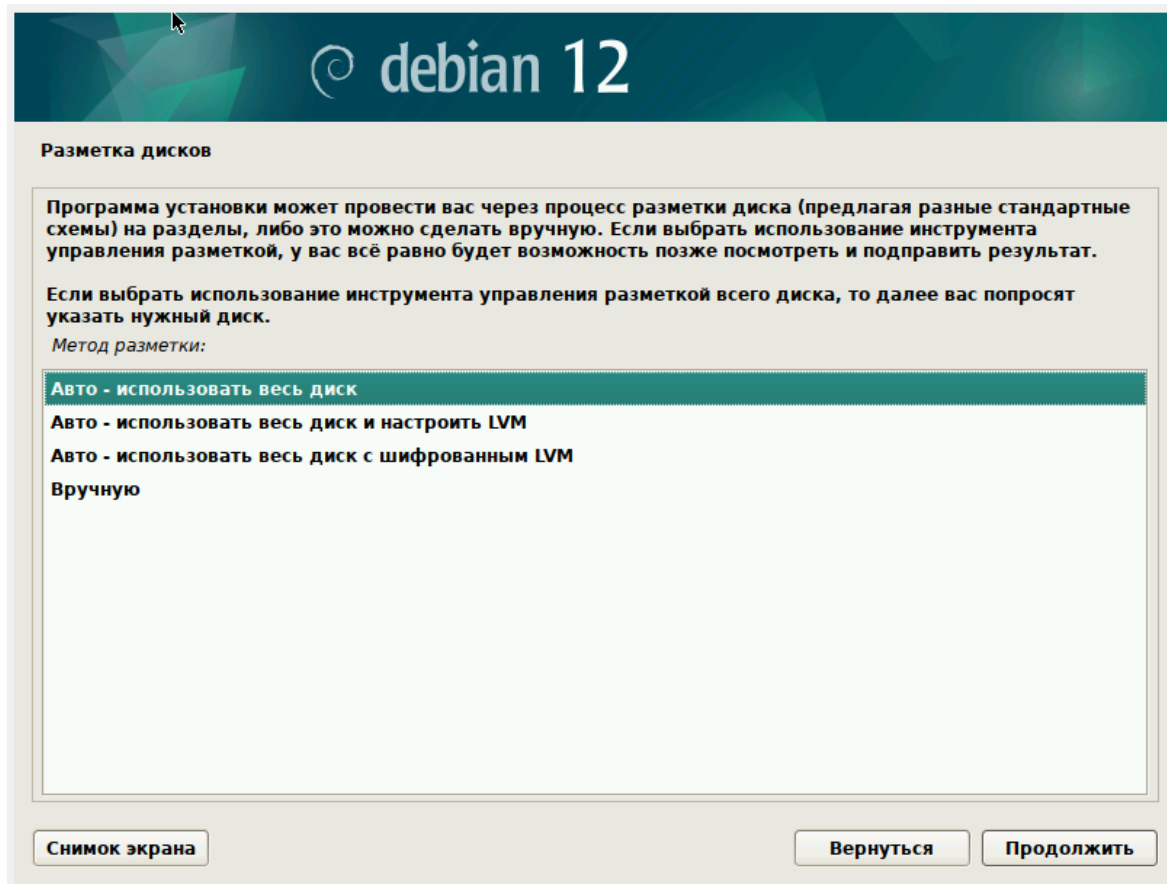 debian 12
Разметка дисков
Программа установки может провести вас через процесс разметки диска (предлагая разные стандартные
схемы) на разделы, либо это можно сделать вручную. Если выбрать использование инструмента
управления разметкой, у вас всё равно будет возможность позже посмотреть и подправить результат.
Если выбрать использование инструмента управления разметкой всего диска, то далее вас попросят
указать нужный диск.
Метод разметки:
Авто - использовать весь диск
Авто - использовать весь диск и настроить LVM
Авто - использовать весь диск с шифрованным LVM
Вручную
Снимок экрана
Вернуться
Продолжить